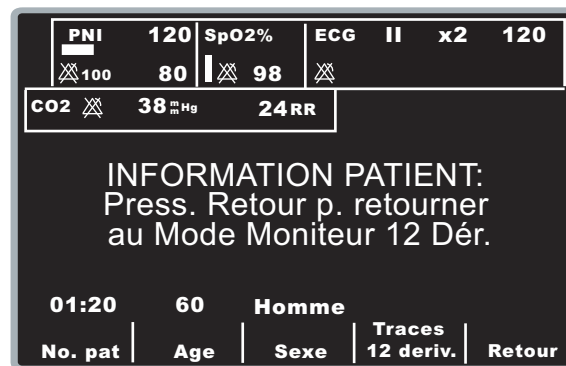 PNI 120 SpO2% ECG II x2 120
100 80 98
CO2 38 mmHg 24 RR
INFORMATION PATIENT:
Press. Retour p. retourner
au Mode Moniteur 12 Dér.
01:20 60 Homme
No. pat Age Sexe Traces 12 deriv. Retour